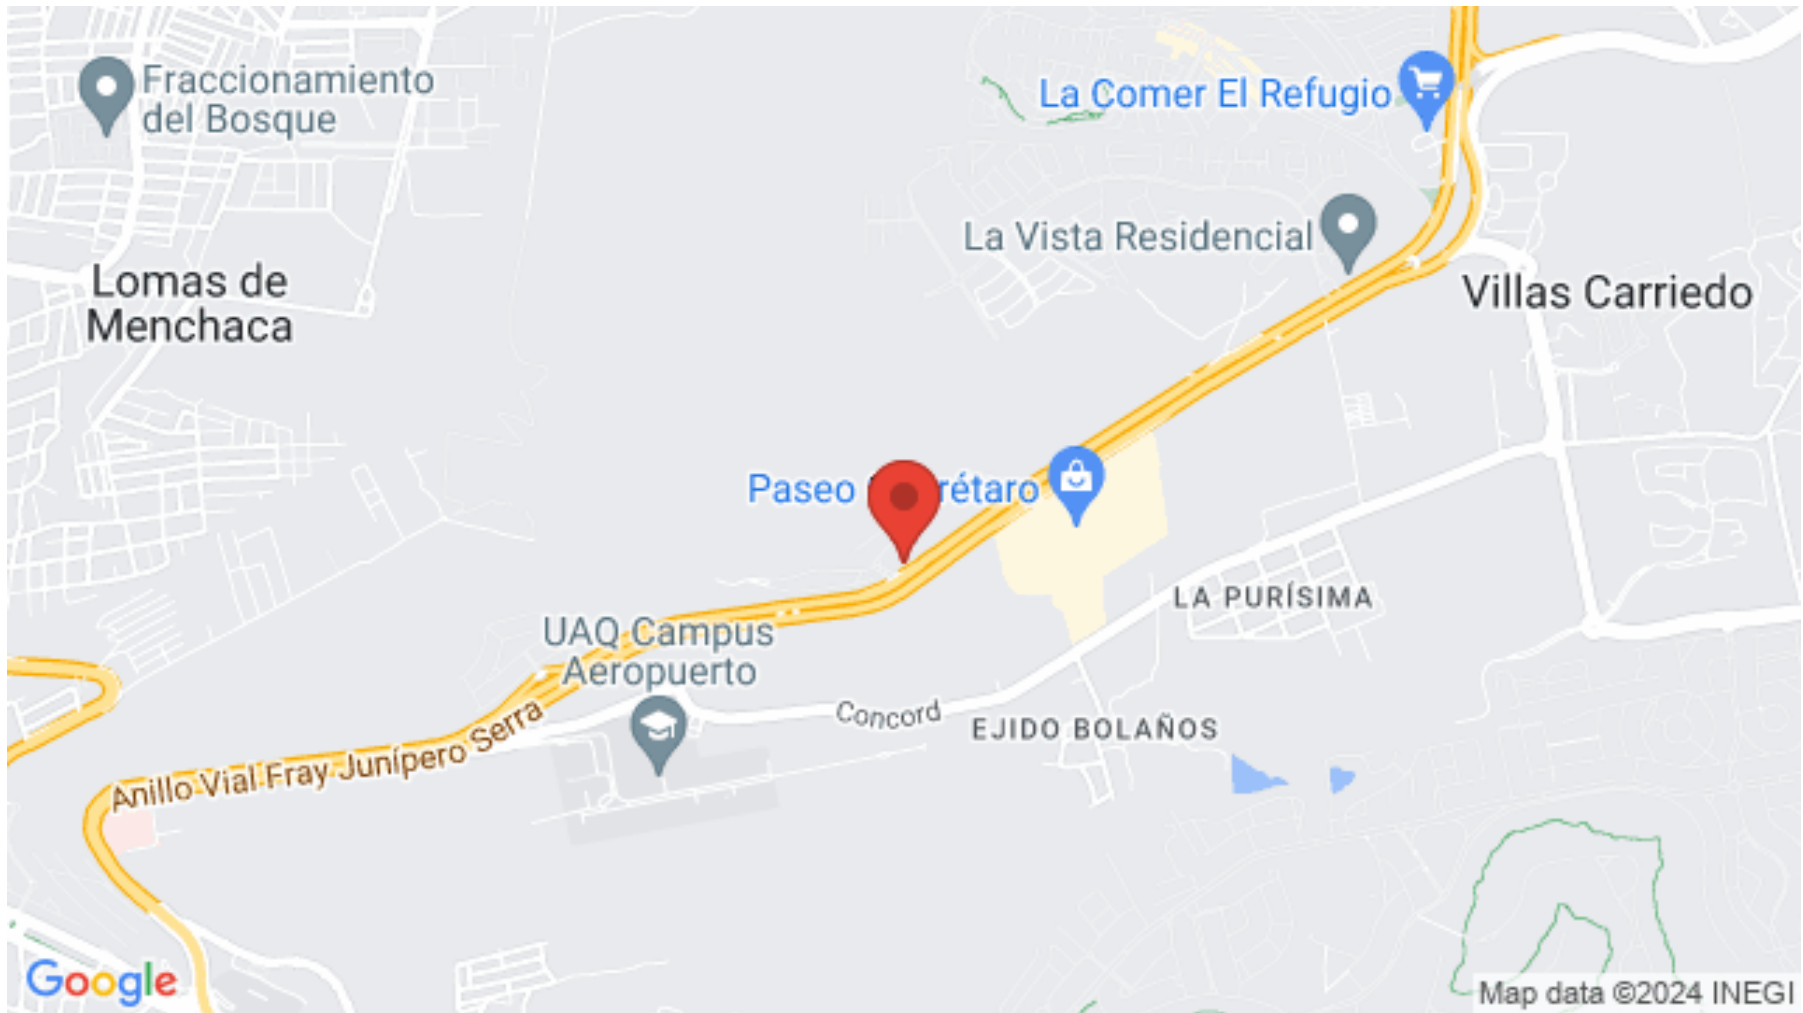 Fraccionamiento
del Bosque
La Comer El Refugio
La Vista Residencial
Lomas de
Menchaca
Villas Carriedo
Paseo rétaro
LA PURÍSIMA
UAQ Campus
Aeropuerto
Concord
EJIDO BOLAÑOS
Anillo Vial Fray Junípero Serra
Google
Map data ©2024 INEGI